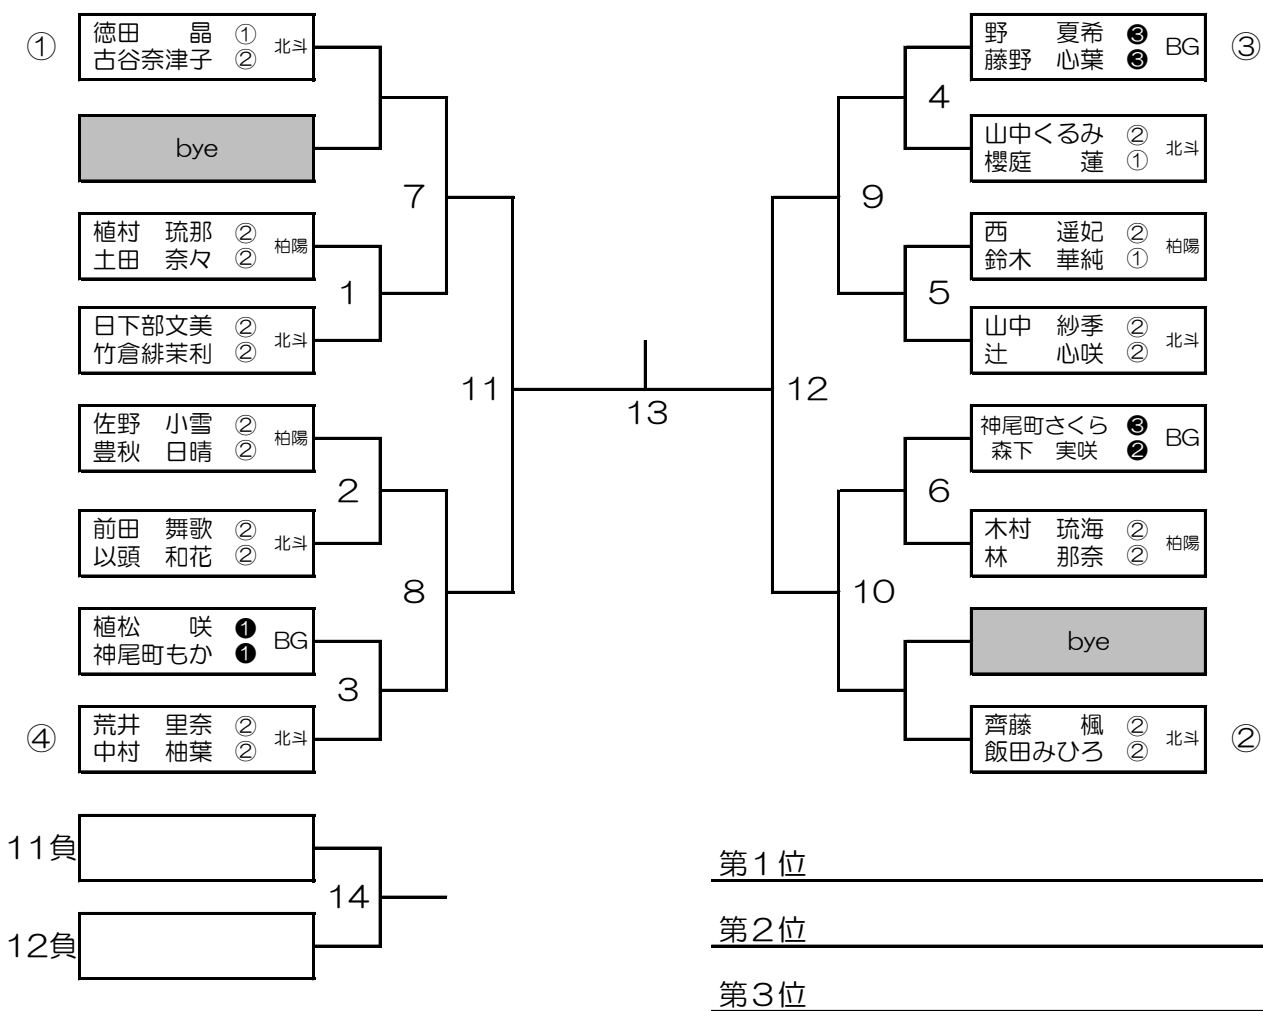 ① 徳田　晶 ① 北斗
古谷奈津子 ②
bye
7
植村　琉那 ② 柏陽
土田　奈々 ②
1
日下部文美 ② 北斗
竹倉緋茉利 ②
11
佐野　小雪 ② 柏陽
豊秋　日晴 ②
2
前田　舞歌 ② 北斗
以頭　和花 ②
8
植松　咲 ❶ BG
神尾町もか ❶
3
④ 荒井　里奈 ② 北斗
中村　柚葉 ②
13
野　夏希 ❸ BG ③
藤野　心葉 ❸
4
山中くるみ ② 北斗
櫻庭　蓮 ①
9
西　遥妃 ② 柏陽
鈴木　華純 ①
5
山中　紗季 ② 北斗
辻　心咲 ②
12
神尾町さくら ❸ BG
森下　実咲 ❷
6
木村　琉海 ② 柏陽
林　那奈 ②
10
bye
齊藤　楓 ② 北斗 ②
飯田みひろ ②
11負
14
12負
第1位
第2位
第3位